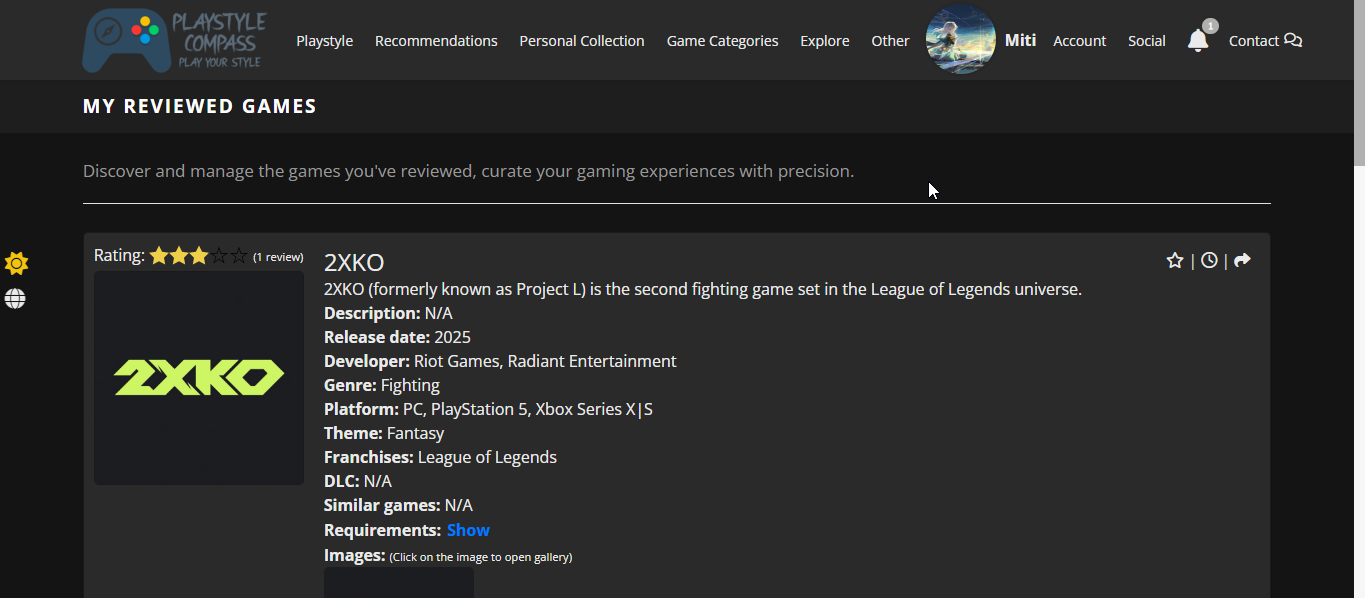 PLAYSTYLE
COMPASS
PLAY YOUR STYLE
Playstyle Recommendations Personal Collection Game Categories Explore Other Miti Account Social 1 Contact
MY REVIEWED GAMES
Discover and manage the games you've reviewed, curate your gaming experiences with precision.
Rating: (1 review)
2XKO
2XKO
| |
2XKO (formerly known as Project L) is the second fighting game set in the League of Legends universe.
Description: N/A
Release date: 2025
Developer: Riot Games, Radiant Entertainment
Genre: Fighting
Platform: PC, PlayStation 5, Xbox Series X|S
Theme: Fantasy
Franchises: League of Legends
DLC: N/A
Similar games: N/A
Requirements: Show
Images: (Click on the image to open gallery)